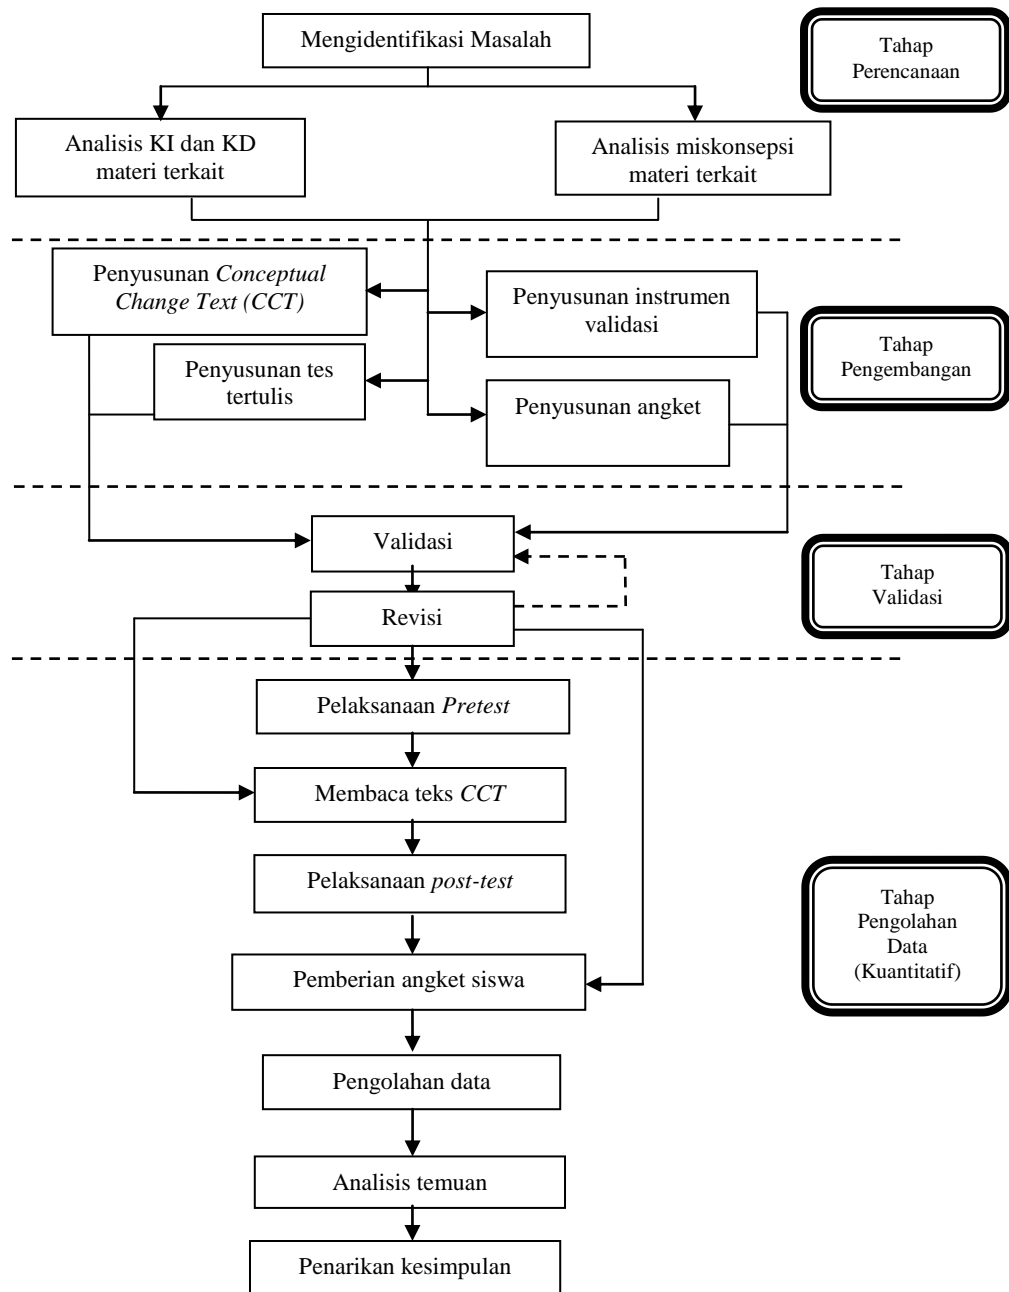 Mengidentifikasi Masalah
Tahap
Perencanaan
Analisis KI dan KD
materi terkait
Analisis miskonsepsi
materi terkait
Penyusunan Conceptual
Change Text (CCT)
Penyusunan instrumen
validasi
Penyusunan tes
tertulis
Penyusunan angket
Tahap
Pengembangan
Validasi
Revisi
Tahap
Validasi
Pelaksanaan Pretest
Membaca teks CCT
Pelaksanaan post-test
Pemberian angket siswa
Pengolahan data
Analisis temuan
Penarikan kesimpulan
Tahap
Pengolahan
Data
(Kuantitatif)